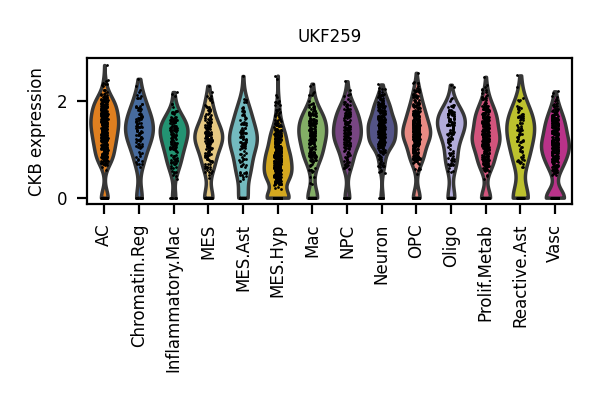 UKF259
CKB expression
2
0
AC
Chromatin.Reg
Inflammatory.Mac
MES
MES.Ast
MES.Hyp
Mac
NPC
Neuron
OPC
Oligo
Prolif.Metab
Reactive.Ast
Vasc